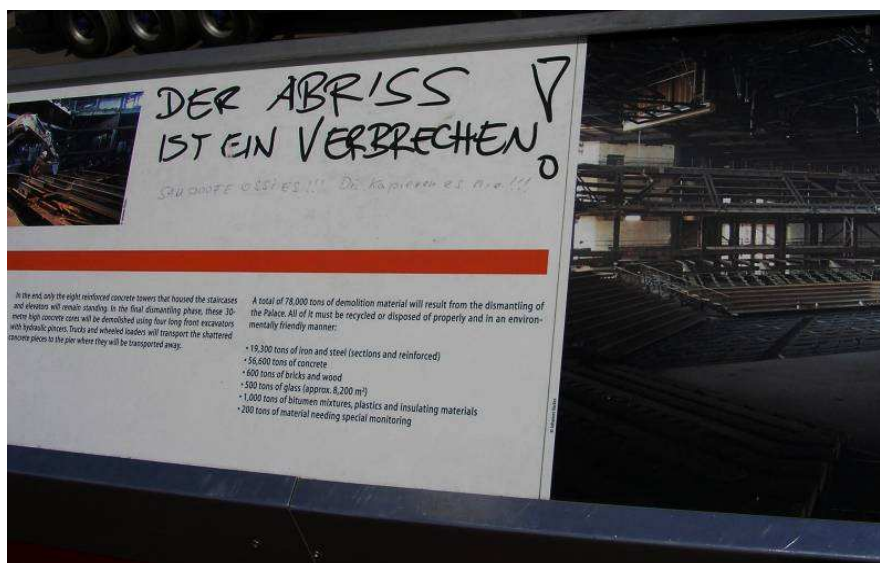 DER ABRISS
IST EIN VERBRECHEN!
SAUDOOFE OSSIES!!! Die kapieren es nie!!!
In the end, only the eight reinforced concrete towers that housed the staircases
and elevators will remain standing. In the final dismantling phase, these 30-
metre high concrete cores will be demolished using four long front excavators
with hydraulic pincers. Trucks and wheeled loaders will transport the shattered
concrete pieces to the pier where they will be transported away.
A total of 78,000 tons of demolition material will result from the dismantling of
the Palace. All of it must be recycled or disposed of properly and in an environ-
mentally friendly manner:
• 19,300 tons of iron and steel (sections and reinforced)
• 56,600 tons of concrete
• 600 tons of bricks and wood
• 500 tons of glass (approx. 8,200 m²)
• 1,000 tons of bitumen mixtures, plastics and insulating materials
• 200 tons of material needing special monitoring